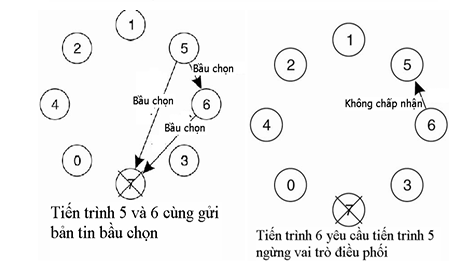 1
2
5
Bầu chọn
4
Bầu chọn
6
Bầu chọn
0
3
7
Tiến trình 5 và 6 cùng gửi
bản tin bầu chọn
1
2
5
Không chấp nhận
4
6
0
3
7
Tiến trình 6 yêu cầu tiến trình 5
ngừng vai trò điều phối